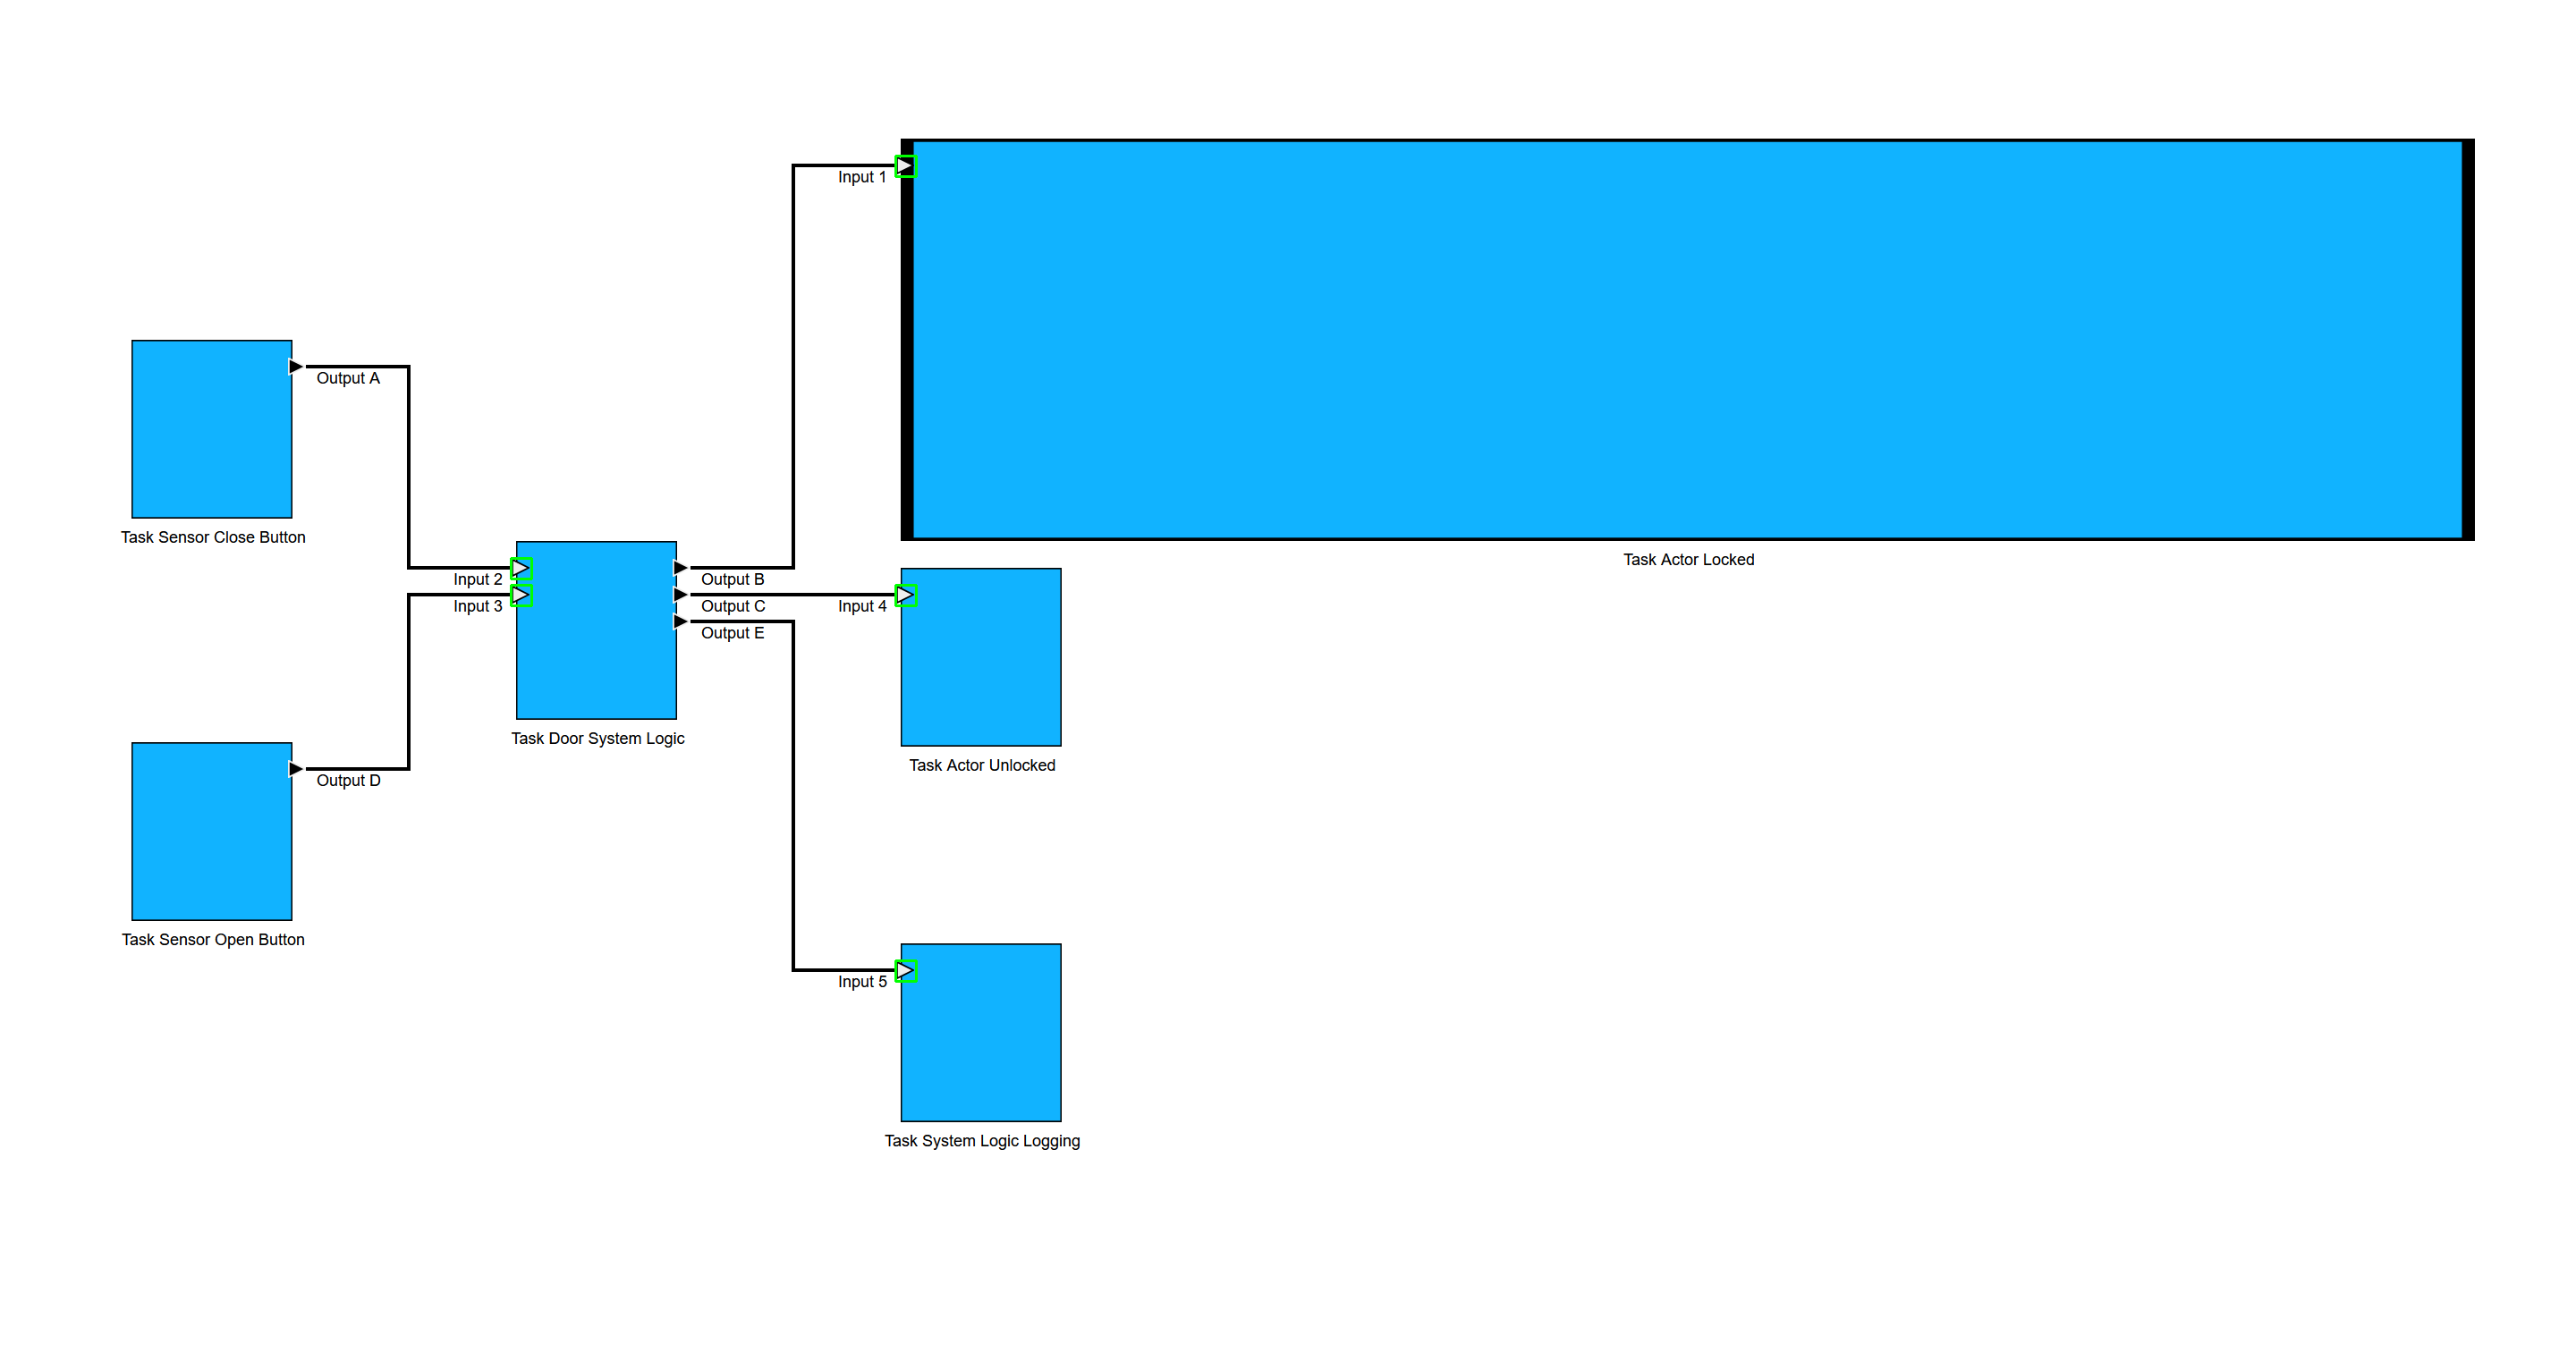 Input 1
Output A
Task Sensor Close Button
Task Actor Locked
Input 2
Output B
Input 3
Output C
Input 4
Output E
Task Door System Logic
Task Actor Unlocked
Output D
Task Sensor Open Button
Input 5
Task System Logic Logging